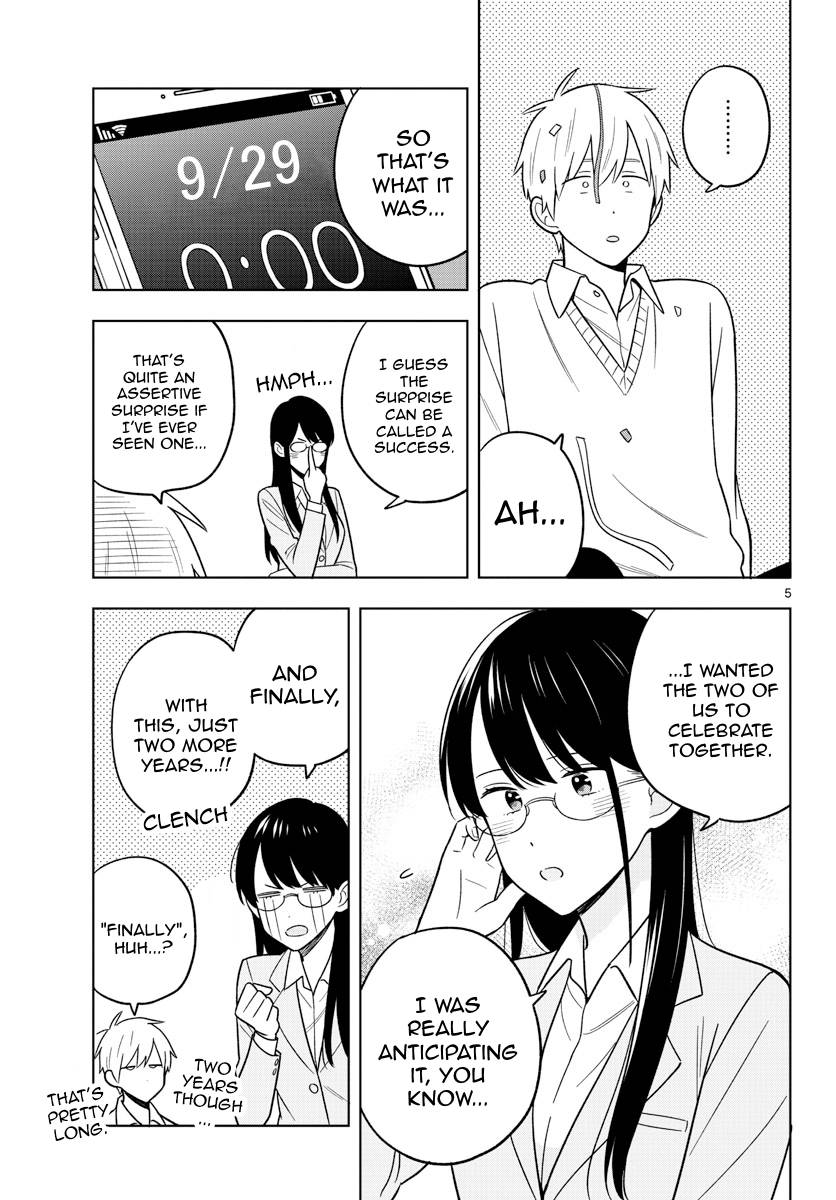 .........
AH...
SO
THAT'S
WHAT IT
WAS...
9/29
0:00
I GUESS
THE
SURPRISE
CAN BE
CALLED A
SUCCESS.
HMPH...
THAT'S
QUITE AN
ASSERTIVE
SURPRISE IF
I'VE EVER
SEEN ONE...
5
...I WANTED
THE TWO OF
US TO
CELEBRATE
TOGETHER.
I WAS
REALLY
ANTICIPATING
IT, YOU
KNOW...
AND
FINALLY,
WITH
THIS, JUST
TWO MORE
YEARS...!!
CLENCH
"FINALLY",
HUH...?
TWO
YEARS
THOUGH
...
THAT'S
PRETTY
LONG.